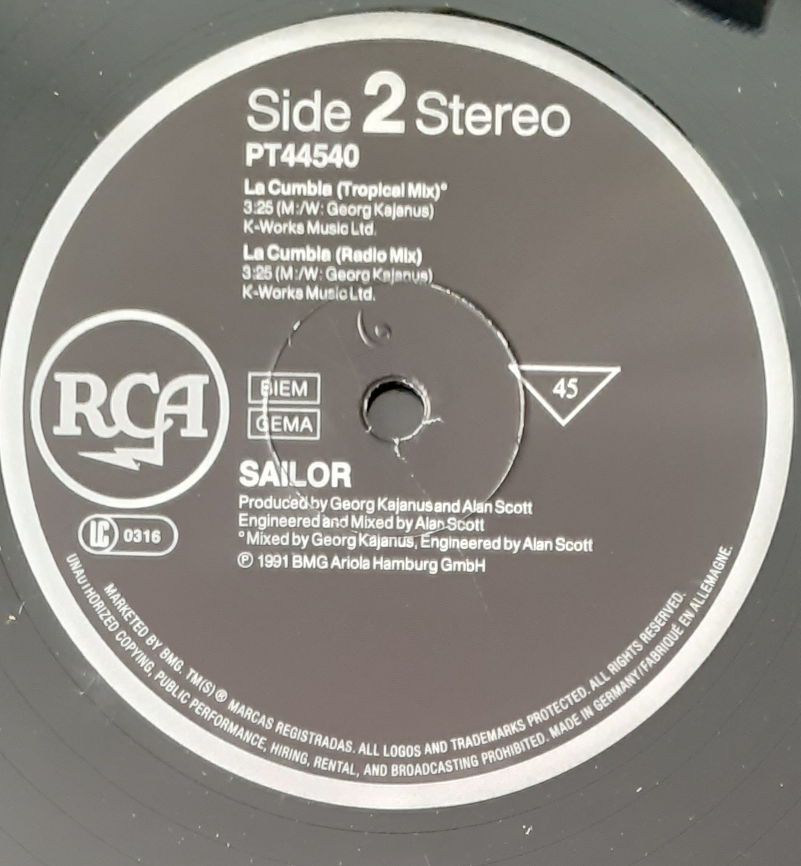 Side 2 Stereo
PT44540
La Cumbia (Tropical Mix)°
3:25 (M:/W: Georg Kajanus)
K-Works Music Ltd.
La Cumbia (Radio Mix)
3:25 (M:/W: Georg Kajanus)
K-Works Music Ltd.
RCA
BIEM
GEMA
45
SAILOR
Produced by Georg Kajanus and Alan Scott
Engineered and Mixed by Alan Scott
°Mixed by Georg Kajanus, Engineered by Alan Scott
℗ 1991 BMG Ariola Hamburg GmbH
LC 0316
MARKETED BY BMG. TM(S) ® MARCAS REGISTRADAS. ALL LOGOS AND TRADEMARKS PROTECTED. ALL RIGHTS RESERVED.
UNAUTHORIZED COPYING, PUBLIC PERFORMANCE, HIRING, RENTAL, AND BROADCASTING PROHIBITED. MADE IN GERMANY/FABRIQUÉ EN ALLEMAGNE.